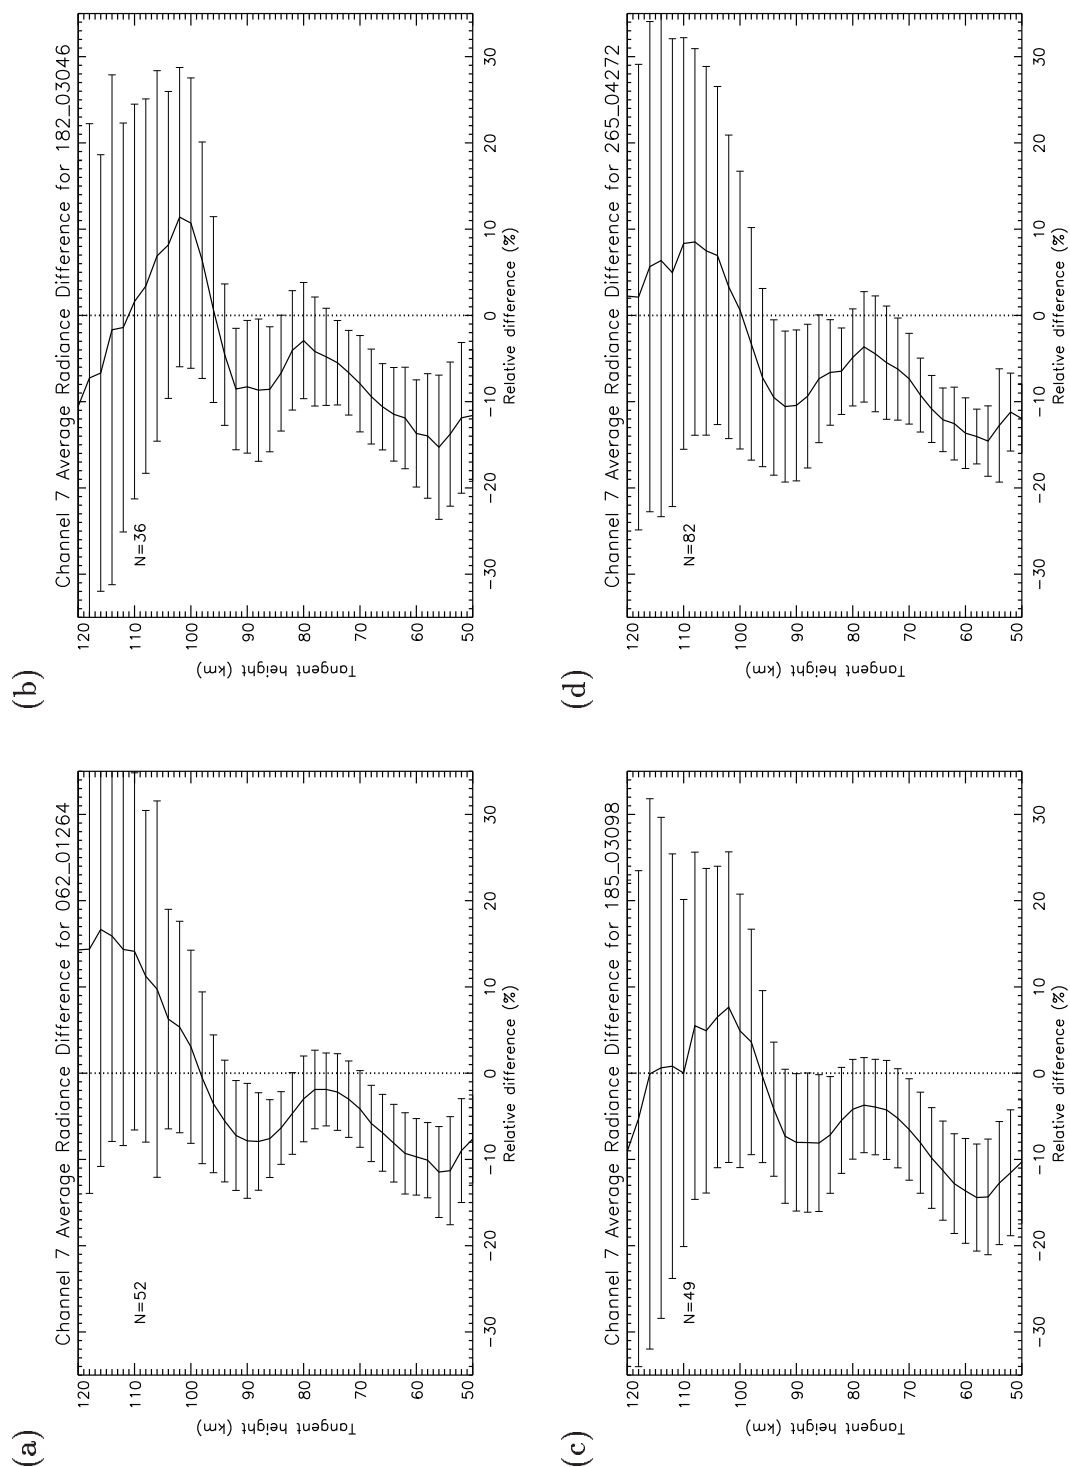 (a)
Channel 7 Average Radiance Difference for 062_01264
120
110
100
90
80
70
60
50
Tangent height (km)
N=52
−30 −20 −10 0 10 20 30
Relative difference (%)
(b)
Channel 7 Average Radiance Difference for 182_03046
120
110
100
90
80
70
60
50
Tangent height (km)
N=36
−30 −20 −10 0 10 20 30
Relative difference (%)
(c)
Channel 7 Average Radiance Difference for 185_03098
120
110
100
90
80
70
60
50
Tangent height (km)
N=49
−30 −20 −10 0 10 20 30
Relative difference (%)
(d)
Channel 7 Average Radiance Difference for 265_04272
120
110
100
90
80
70
60
50
Tangent height (km)
N=82
−30 −20 −10 0 10 20 30
Relative difference (%)